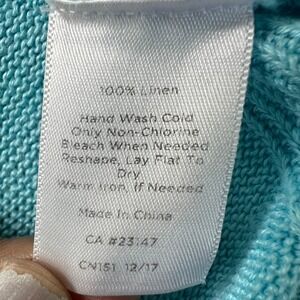 100% Linen
Hand Wash Cold
Only Non-Chlorine
Bleach When Needed
Reshape, Lay Flat To
Dry
Warm Iron, If Needed
Made In China
CA #23147
CN151 12/17